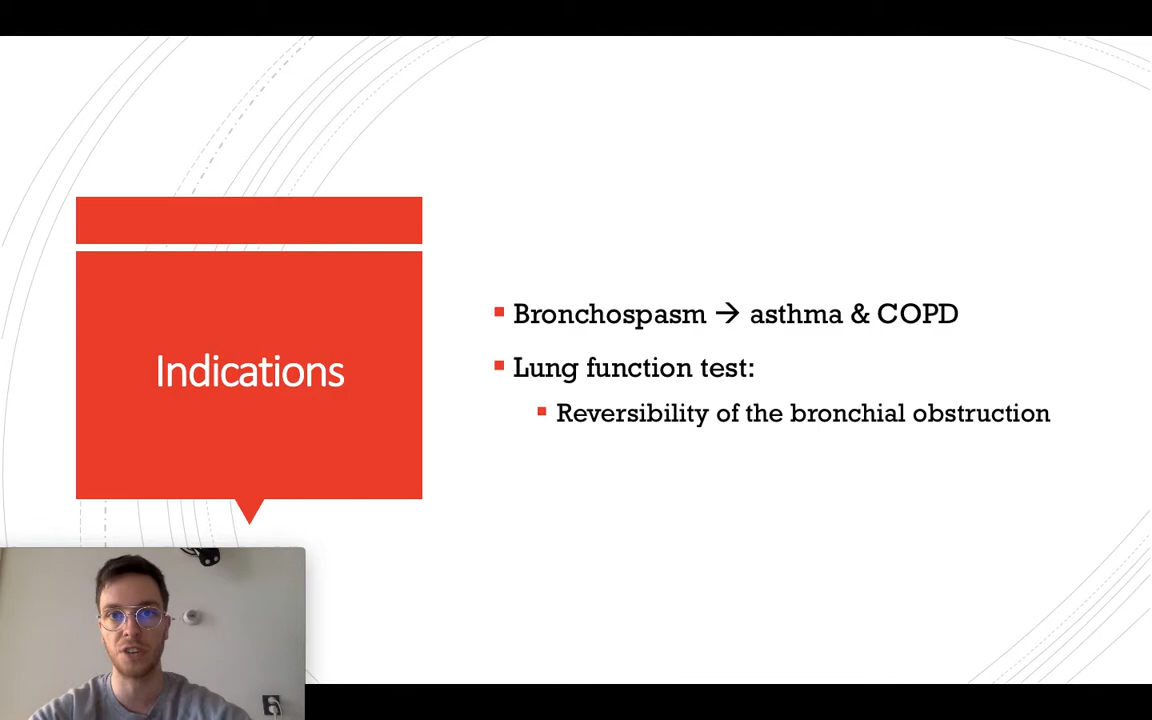 Indications
Bronchospasm → asthma & COPD
Lung function test:
Reversibility of the bronchial obstruction